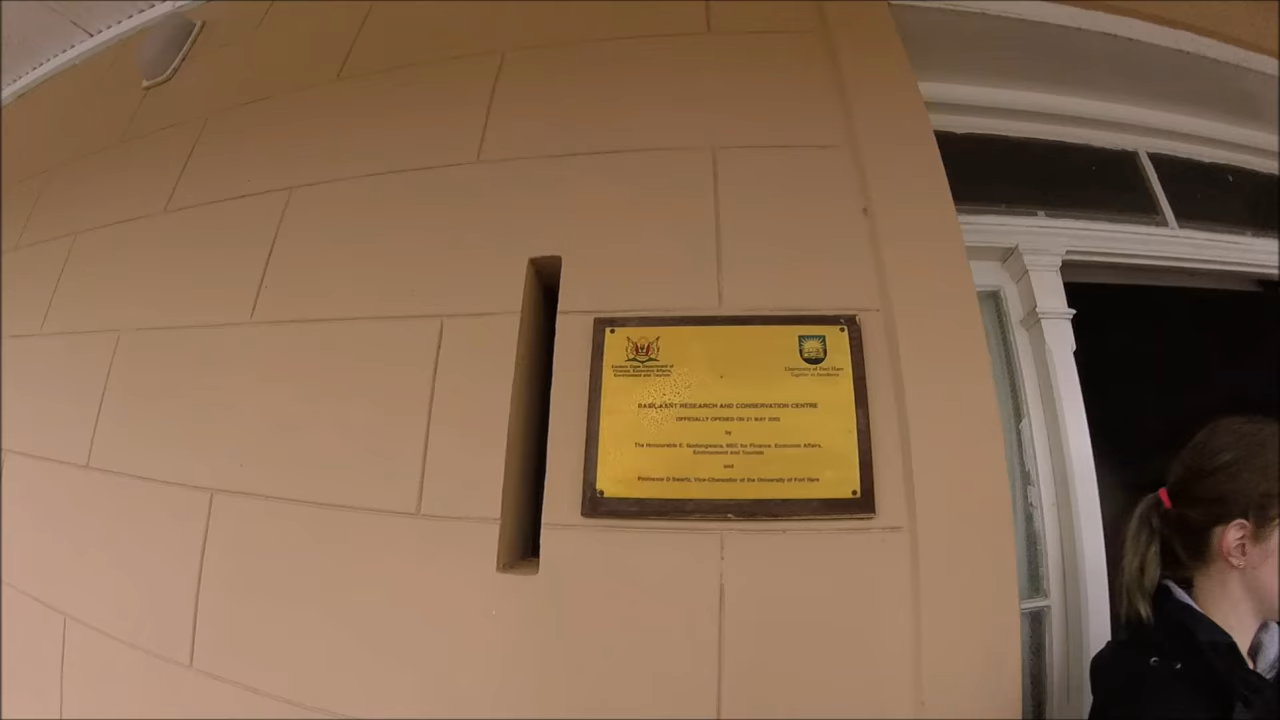 Eastern Cape Department of
Finance, Economic Affairs,
Environment and Tourism
University of Fort Hare
Together in Excellence
RESEARCH AND CONSERVATION CENTRE
OFFICIALLY OPENED ON 21 MAY
by
The Honourable E. MEC for Finance, Economic Affairs,
Environment and Tourism
and
Professor D Swartz, Vice-Chancellor of the University of Fort Hare